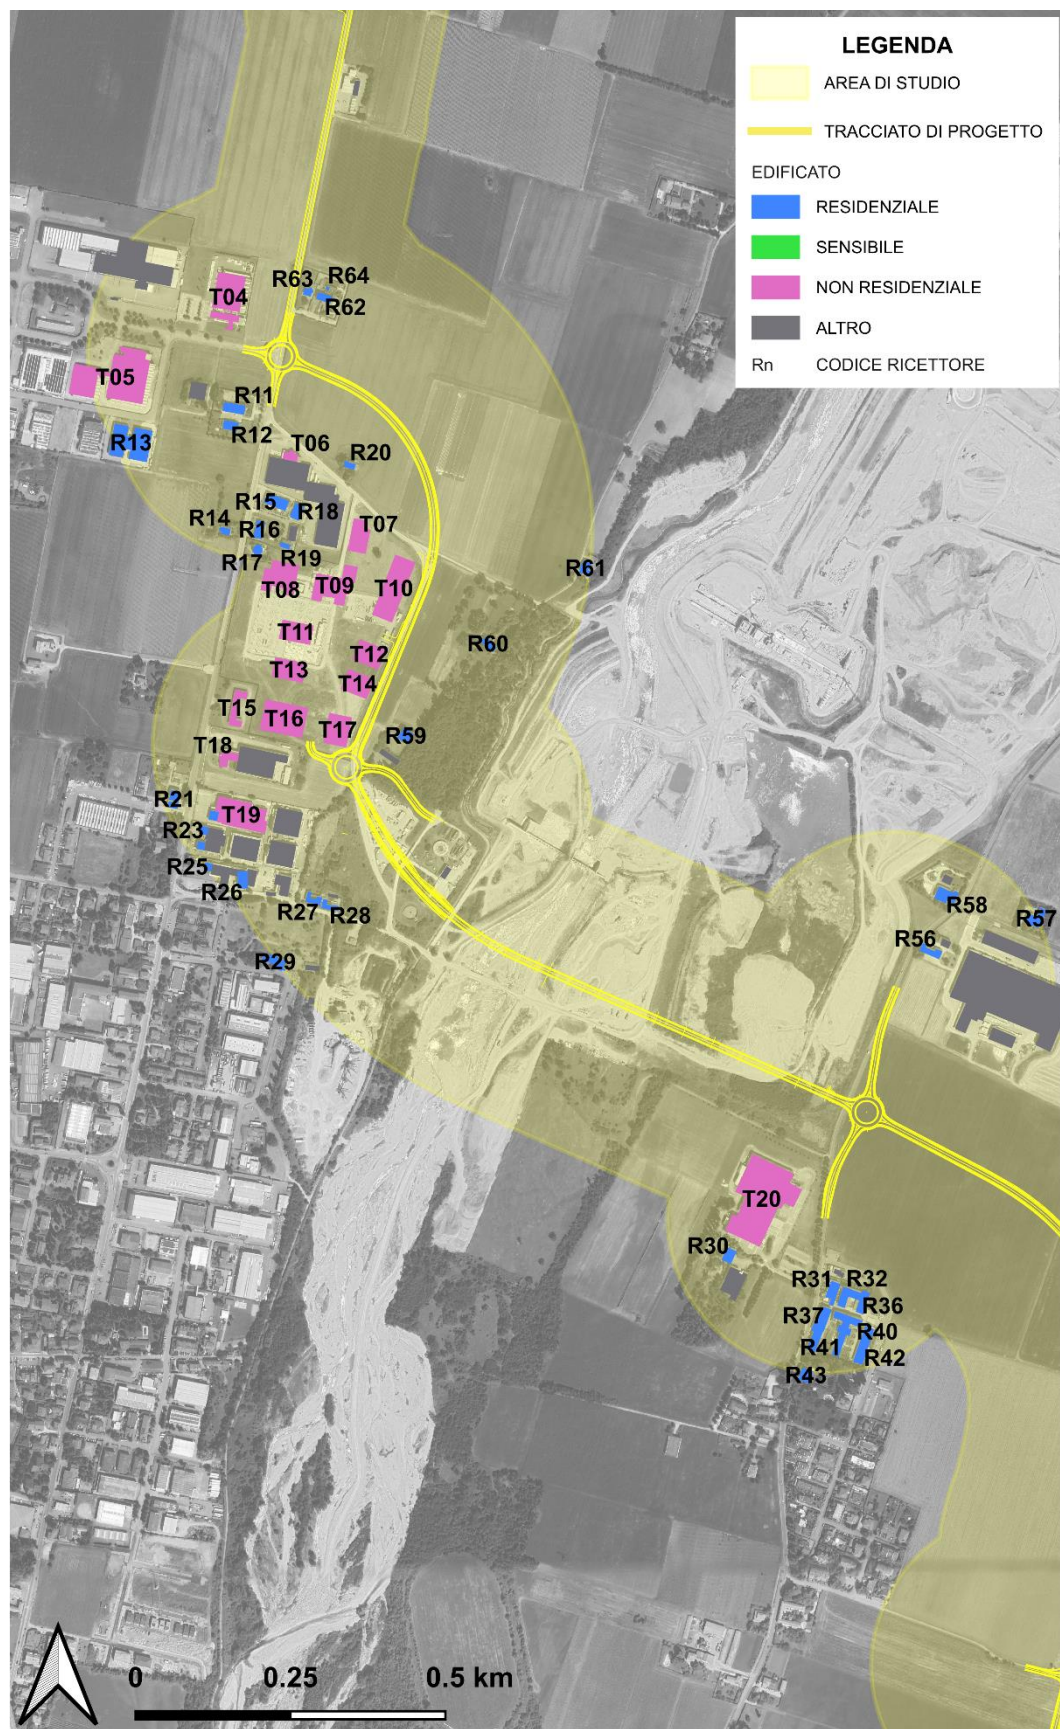 LEGENDA
AREA DI STUDIO
TRACCIATO DI PROGETTO
EDIFICATO
RESIDENZIALE
SENSIBILE
NON RESIDENZIALE
ALTRO
Rn CODICE RICETTORE
R63
R64
T04
R62
T05
R11
R12
R13
T06
R20
R15
R18
R14
R16
T07
R17
R19
T08
T09
T10
R61
T11
R60
T12
T13
T14
T15
T16
T17
R59
T18
R21
T19
R23
R25
R26
R27
R28
R58
R57
R56
R29
T20
R30
R31
R32
R36
R37
R40
R41
R42
R43
0 0.25 0.5 km